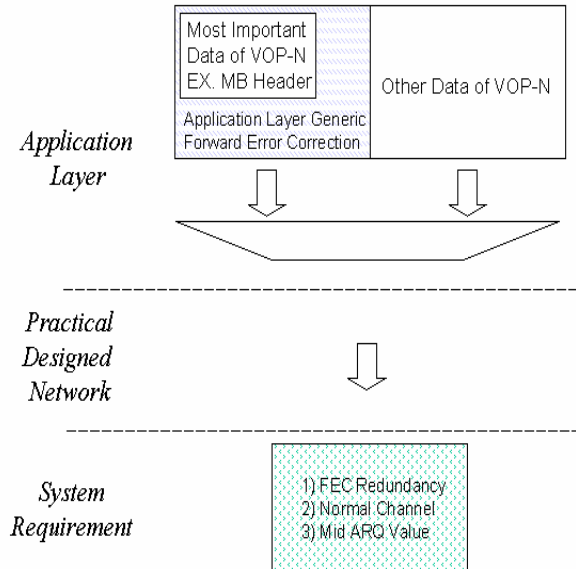 Most Important
Data of VOP-N
EX. MB Header
Other Data of VOP-N
Application Layer Generic
Forward Error Correction
Application
Layer
Practical
Designed
Network
System
Requirement
1) FEC Redundancy
2) Normal Channel
3) Mid ARQ Value